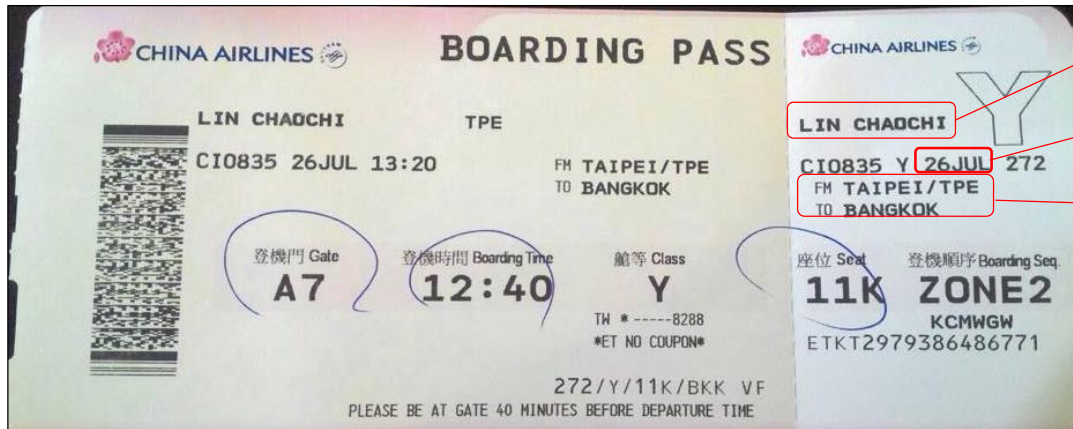 CHINA AIRLINES
BOARDING PASS
LIN CHAOCHI TPE
CI0835 26JUL 13:20
FM TAIPEI/TPE
TO BANGKOK
登機門 Gate 登機時間 Boarding Time 艙等 Class
A7 12:40 Y
TW *-----8288
*ET NO COUPON*
272/Y/11K/BKK VF
PLEASE BE AT GATE 40 MINUTES BEFORE DEPARTURE TIME
CHINA AIRLINES
Y
LIN CHAOCHI
CI0835 Y 26JUL 272
FM TAIPEI/TPE
TO BANGKOK
座位 Seat 登機順序 Boarding Seq.
11K ZONE2
KCMWGW
ETKT2979386486771